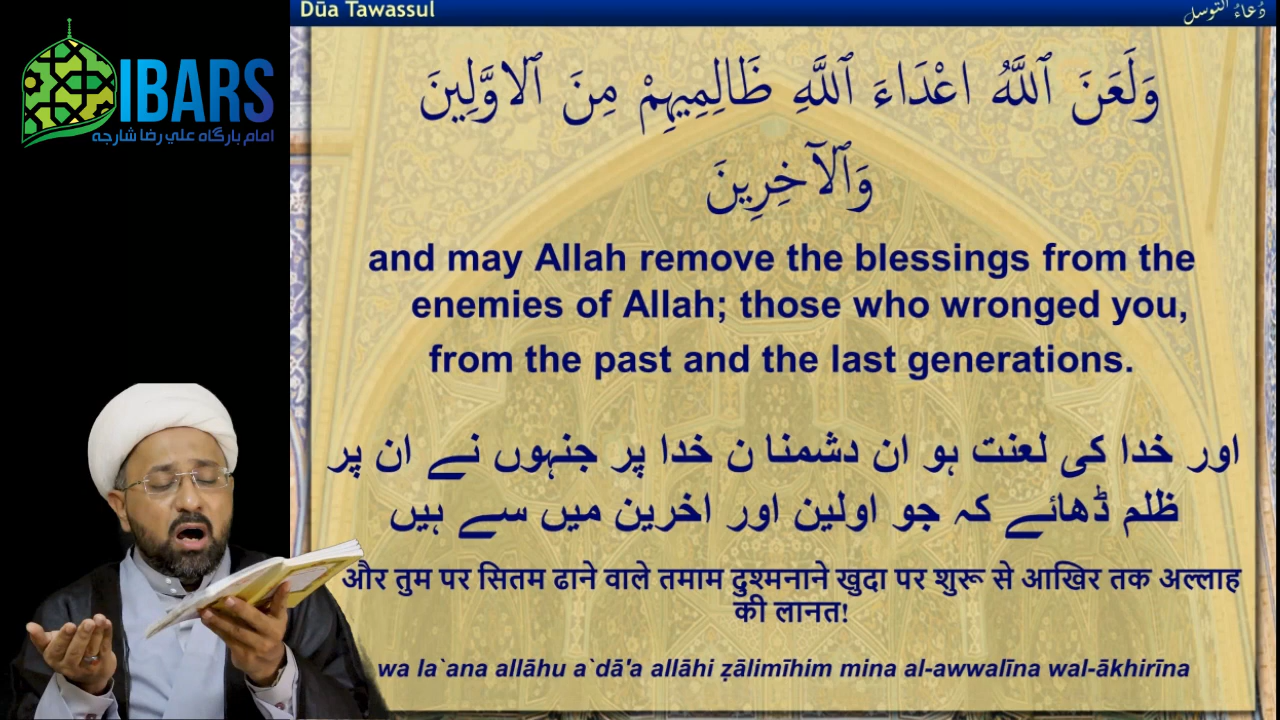 Dūa Tawassul
دُعَاءُ التوسل
IBARS
امام بارگاه علي رضا شارجه
وَلَعَنَ ٱللَّهُ اعْدَاءَ ٱللَّهِ ظَالِمِيهِمْ مِنَ ٱلاوَّلِينَ
وَٱلآخِرِينَ
and may Allah remove the blessings from the
enemies of Allah; those who wronged you,
from the past and the last generations.
اور خدا کی لعنت ہو ان دشمنا ن خدا پر جنہوں نے ان پر
ظلم ڈھائے کہ جو اولین اور اخرین میں سے ہیں
और तुम पर सितम ढाने वाले तमाम दुश्मनाने खुदा पर शुरू से आखिर तक अल्लाह
की लानत!
wa la`ana allāhu a`dā'a allāhi ẓālimīhim mina al-awwalīna wal-ākhirīna